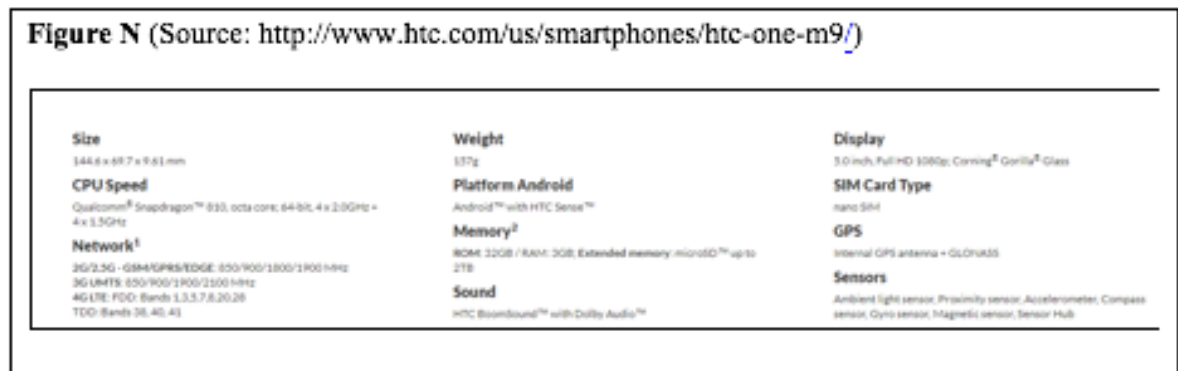 Figure N (Source: http://www.htc.com/us/smartphones/htc-one-m9/)
Size
144.6 x 69.7 x 9.61 mm
CPU Speed
Qualcomm® Snapdragon™ 810, octa core, 64-bit, 4 x 2.0GHz +
4 x 1.5GHz
Network¹
2G/2.5G - GSM/GPRS/EDGE: 850/900/1800/1900 MHz
3G UMTS: 850/900/1900/2100 MHz
4G LTE: FDD: Bands 1,3,5,7,8,20,28
TDD: Bands 38, 40, 41
Weight
157g
Platform Android
Android™ with HTC Sense™
Memory²
ROM: 32GB / RAM: 3GB; Extended memory: microSD™ up to
2TB
Sound
HTC BoomSound™ with Dolby Audio™
Display
5.0 inch, Full HD 1080p; Corning® Gorilla® Glass
SIM Card Type
nano SIM
GPS
Internal GPS antenna + GLONASS
Sensors
Ambient light sensor, Proximity sensor, Accelerometer, Compass
sensor, Gyro sensor, Magnetic sensor, Sensor Hub